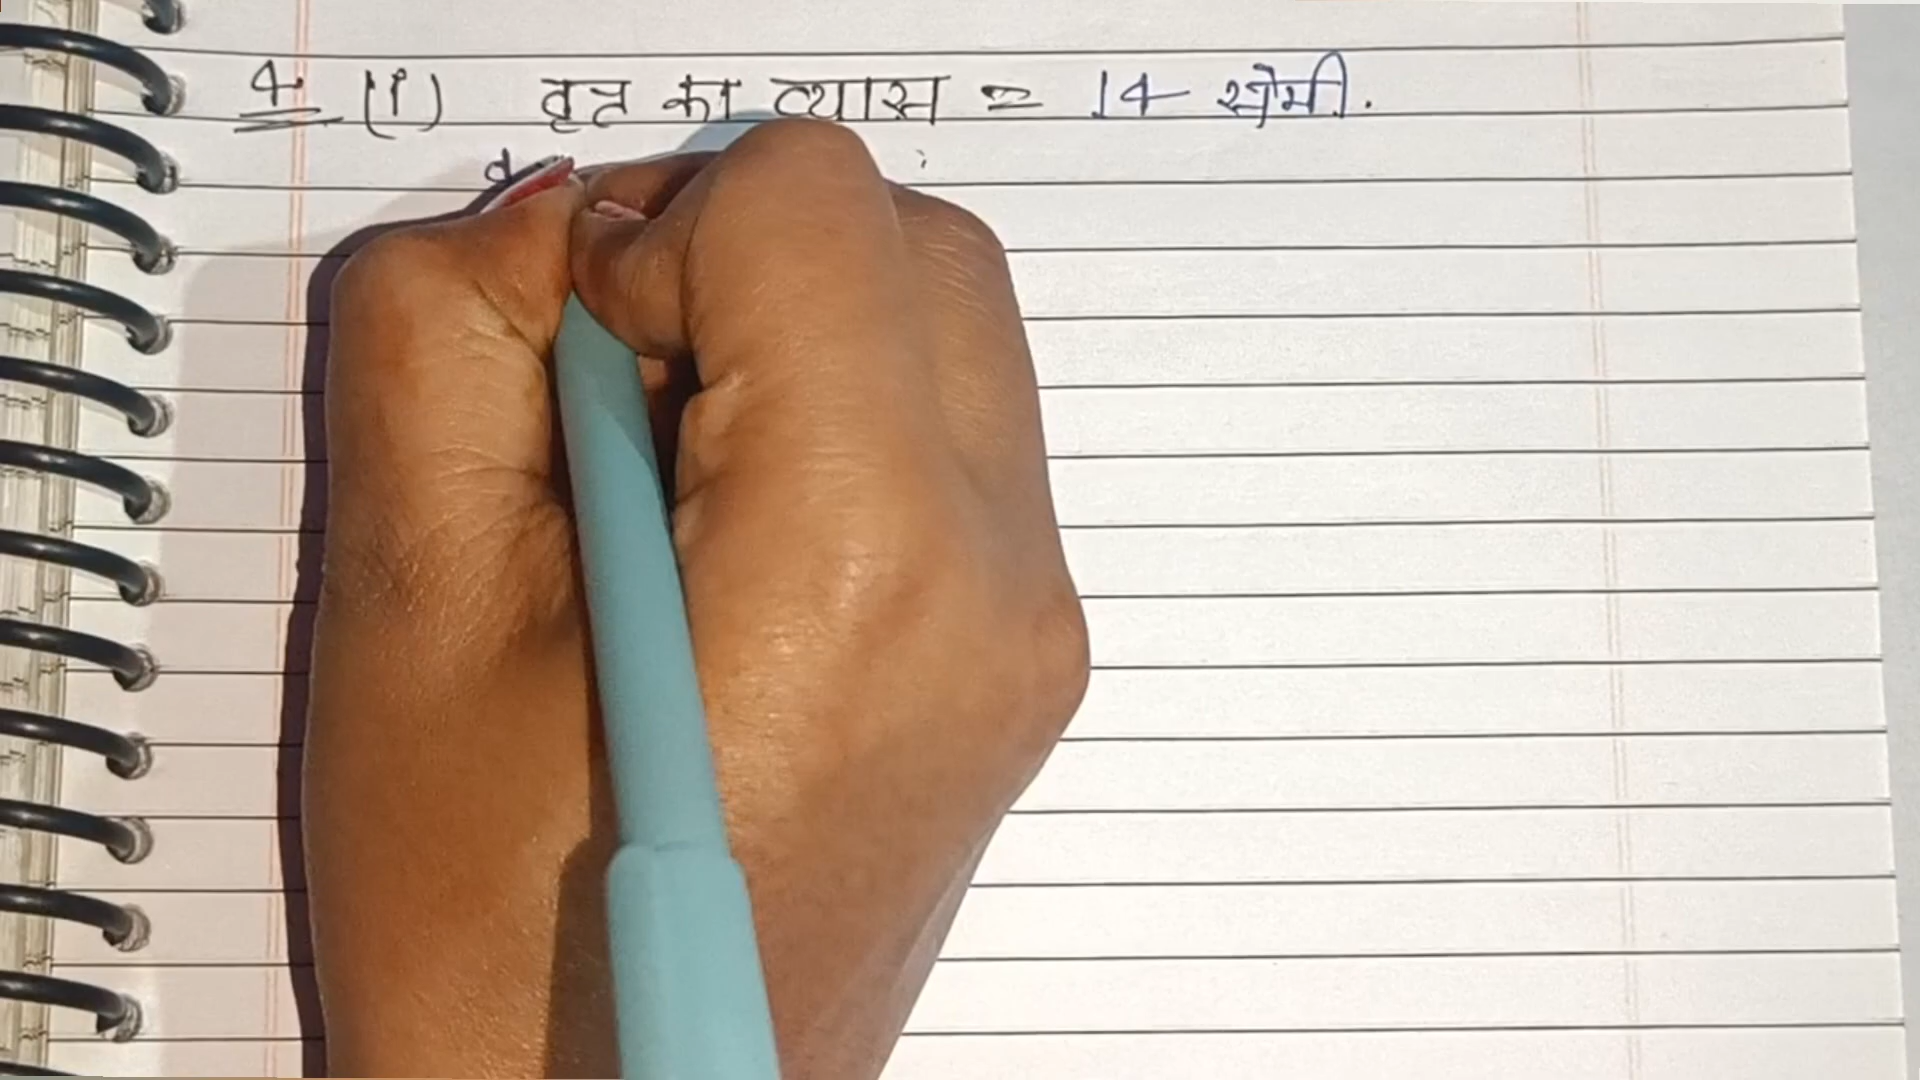 4 (i) वृत्त का व्यास = 14 सेमी.